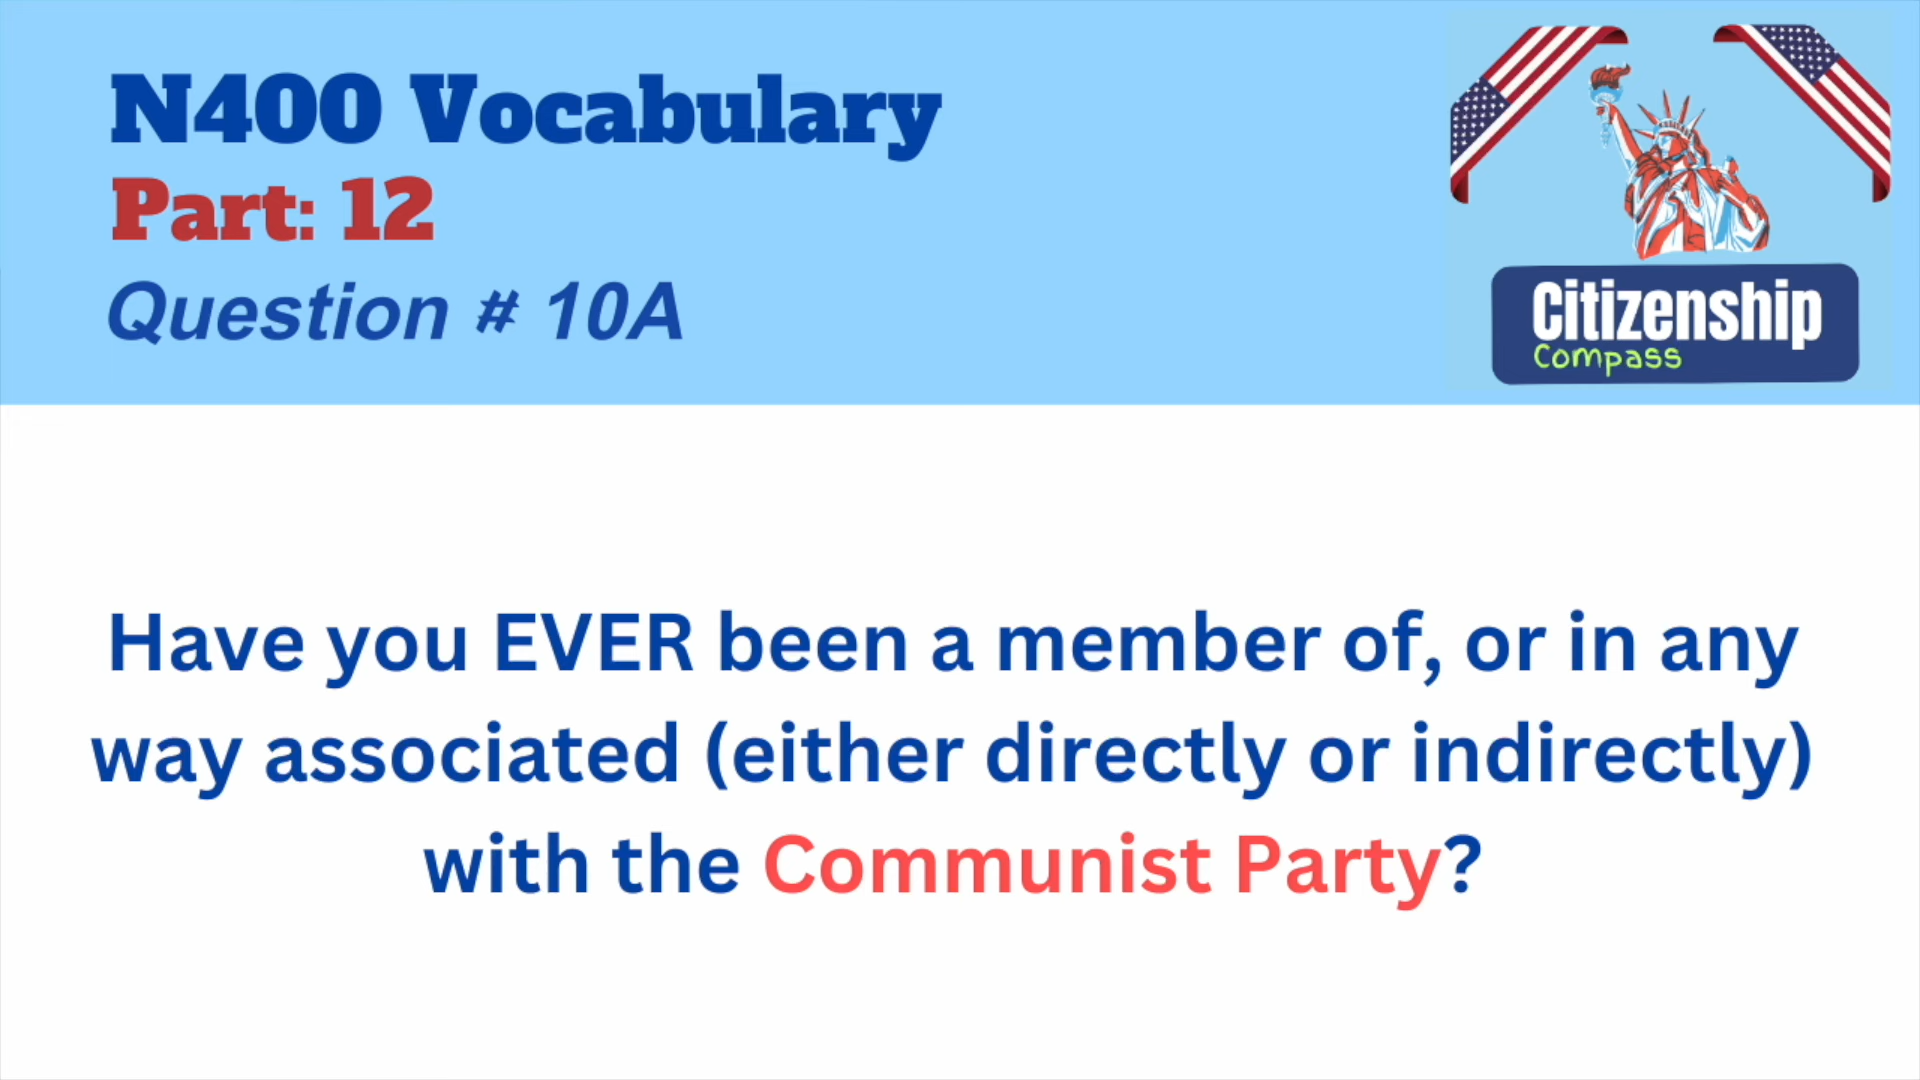 N400 Vocabulary
Part: 12
Question # 10A
Citizenship
Compass
Have you EVER been a member of, or in any
way associated (either directly or indirectly)
with the Communist Party?